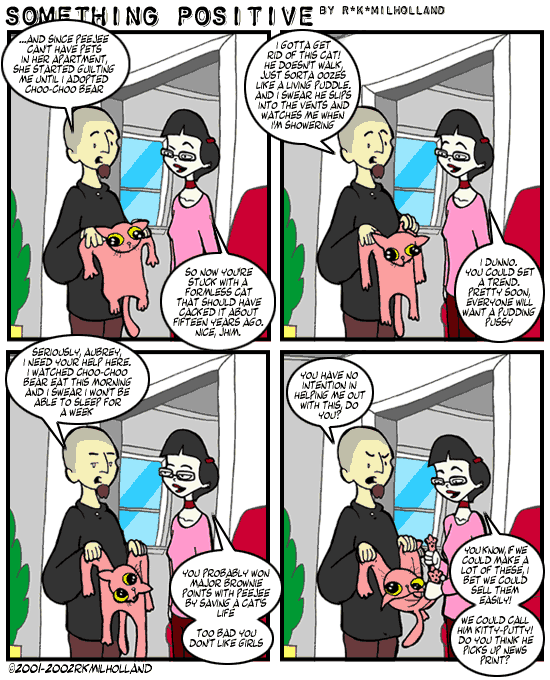 SOMETHING POSITIVE BY R*K*MILHOLLAND
...AND SINCE PEEJEE
CAN'T HAVE PETS
IN HER APARTMENT,
SHE STARTED GUILTING
ME UNTIL I ADOPTED
CHOO-CHOO BEAR
SO NOW YOU'RE
STUCK WITH A
FORMLESS CAT
THAT SHOULD HAVE
CACKED IT ABOUT
FIFTEEN YEARS AGO.
NICE, JHIM.
I GOTTA GET
RID OF THIS CAT!
HE DOESN'T WALK,
JUST SORTA OOZES
LIKE A LIVING PUDDLE.
AND I SWEAR HE SLIPS
INTO THE VENTS AND
WATCHES ME WHEN
I'M SHOWERING
I DUNNO.
YOU COULD SET
A TREND.
PRETTY SOON,
EVERYONE WILL
WANT A PUDDING
PUSSY
SERIOUSLY, AUBREY,
I NEED YOUR HELP HERE.
I WATCHED CHOO-CHOO
BEAR EAT THIS MORNING
AND I SWEAR I WON'T
BE ABLE TO SLEEP FOR
A WEEK
YOU PROBABLY WON
MAJOR BROWNIE
POINTS WITH PEEJEE
BY SAVING A CAT'S
LIFE
TOO BAD YOU
DON'T LIKE GIRLS
YOU HAVE NO
INTENTION IN
HELPING ME OUT
WITH THIS, DO
YOU?
YOU KNOW, IF WE
COULD MAKE A
LOT OF THESE, I
BET WE COULD
SELL THEM
EASILY!
WE COULD CALL
HIM KITTY-PUTTY! DO YOU THINK HE
PICKS UP NEWS
PRINT?
©2001-2002RKMILHOLLAND